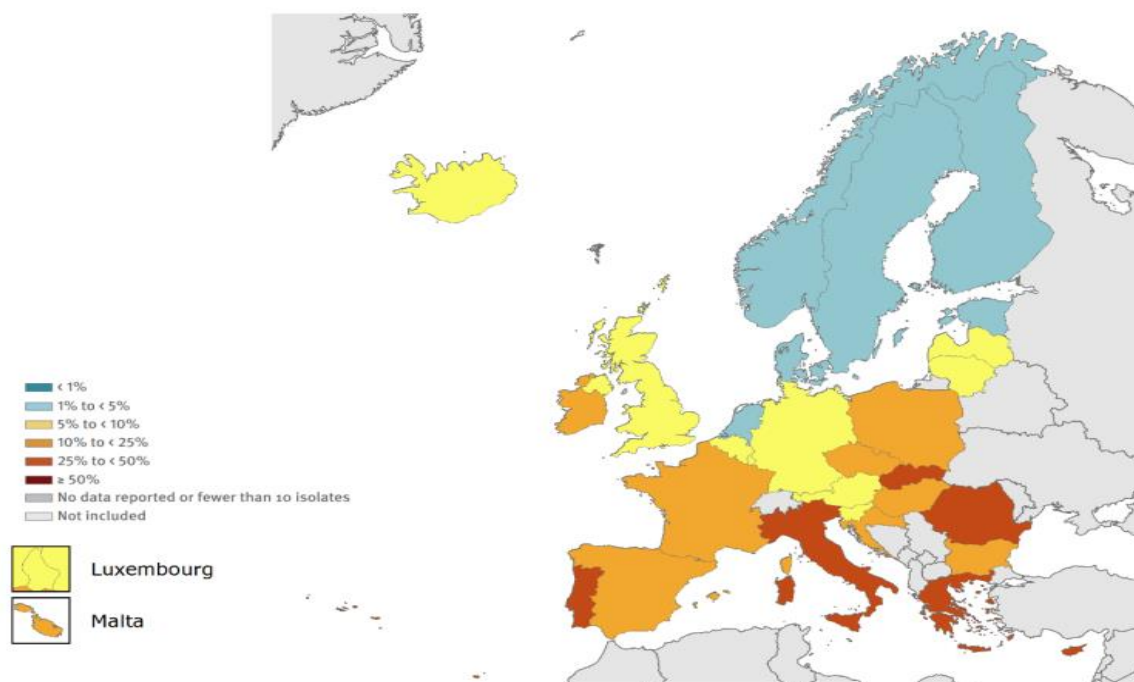 < 1%
1% to < 5%
5% to < 10%
10% to < 25%
25% to < 50%
≥ 50%
No data reported or fewer than 10 isolates
Not included
Luxembourg
Malta